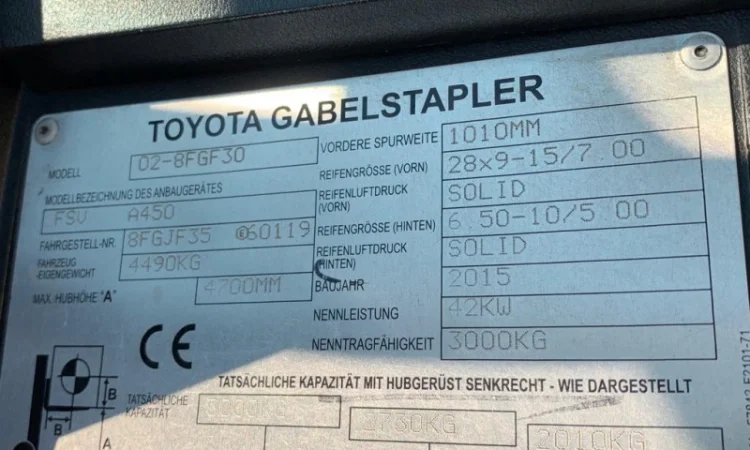 TOYOTA GABELSTAPLER
MODELL 02-8FGF30
MODELLBEZEICHNUNG DES ANBAUGERÄTES
FSV A450
FAHRGESTELL-NR. 8FGJF35 60119
FAHRZEUG -EIGENGEWICHT 4490KG
MAX. HUBHÖHE "A" 4700MM
VORDERE SPURWEITE 1010MM
REIFENGRÖSSE (VORN) 28x9-15/7.00
REIFENLUFTDRUCK (VORN) SOLID
REIFENGRÖSSE (HINTEN) 6.50-10/5.00
REIFENLUFTDRUCK (HINTEN) SOLID
BAUJAHR 2015
NENNLEISTUNG 42KW
NENNTRAGFÄHIGKEIT 3000KG
CE
TATSÄCHLICHE KAPAZITÄT MIT HUBGERÜST SENKRECHT - WIE DARGESTELLT
TATSÄCHLICHE KAPAZITÄT 3000KG 2730KG 2010KG
B
B
A